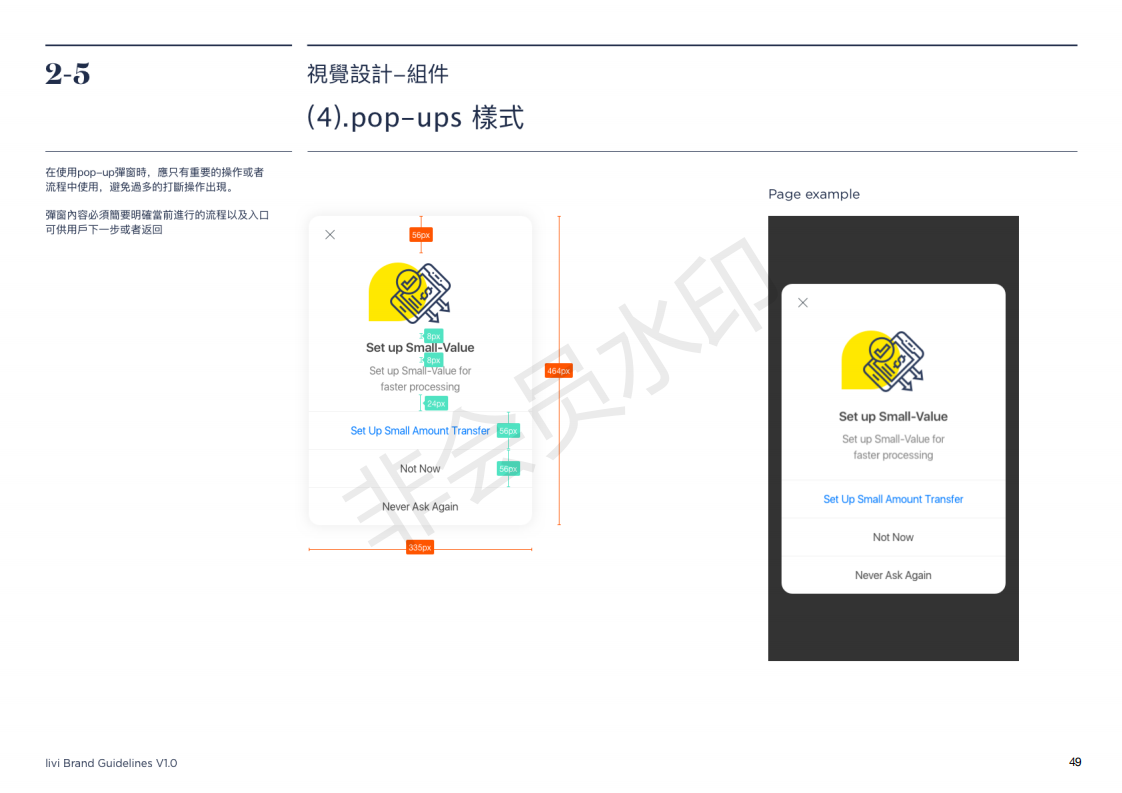 2-5
視覺設計–組件
(4).pop–ups 樣式
在使用pop–up彈窗時，應只有重要的操作或者
流程中使用，避免過多的打斷操作出現。
彈窗內容必須簡要明確當前進行的流程以及入口
可供用戶下一步或者返回
56px
8px
Set up Small-Value
8px
Set up Small-Value for
faster processing
24px
Set Up Small Amount Transfer
56px
Not Now
56px
Never Ask Again
335px
464px
Page example
Set up Small-Value
Set up Small-Value for
faster processing
Set Up Small Amount Transfer
Not Now
Never Ask Again
非会员水印
livi Brand Guidelines V1.0
49